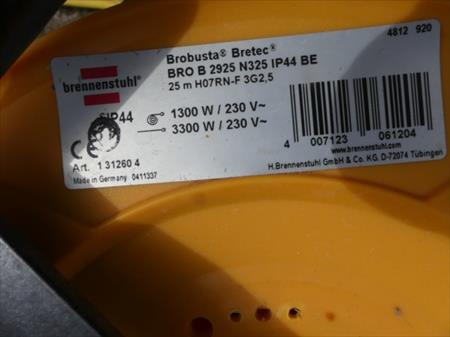 4812 920
brennenstuhl®
Brobusta® Bretec®
BRO B 2925 N325 IP44 BE
25 m H07RN-F 3G2,5
IP44
1300 W / 230 V~
3300 W / 230 V~
4 007123 061204
www.brennenstuhl.com
H.Brennenstuhl GmbH & Co. KG. D-72074 Tübingen
Art. 1 31260 4
Made in Germany 0411337